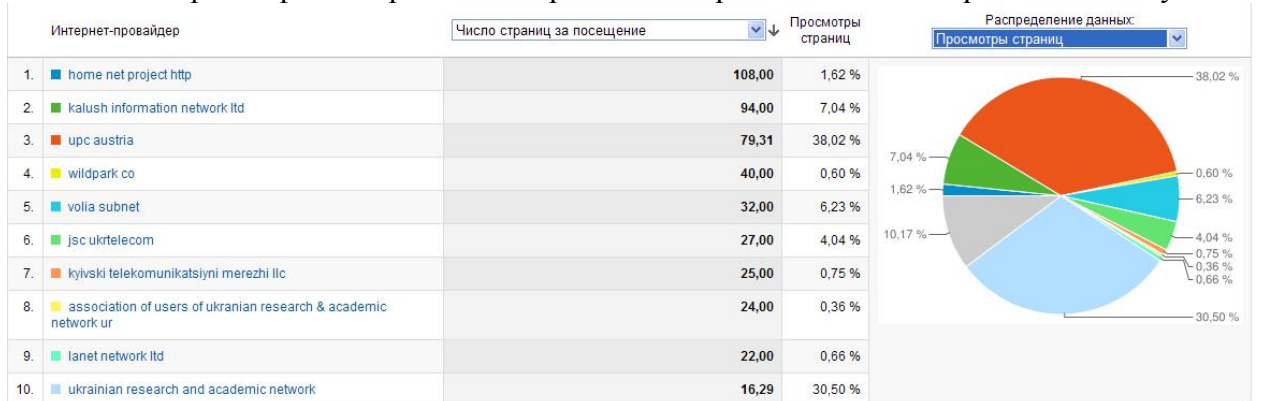 Интернет-провайдер
Число страниц за посещение
Просмотры страниц
Распределение данных:
Просмотры страниц
1. home net project http 108,00 1,62 %
2. kalush information network ltd 94,00 7,04 %
3. upc austria 79,31 38,02 %
4. wildpark co 40,00 0,60 %
5. volia subnet 32,00 6,23 %
6. jsc ukrtelecom 27,00 4,04 %
7. kyivski telekomunikatsiyni merezhi llc 25,00 0,75 %
8. association of users of ukranian research & academic
network ur 24,00 0,36 %
9. lanet network ltd 22,00 0,66 %
10. ukrainian research and academic network 16,29 30,50 %
38,02 %
7,04 %
0,60 %
1,62 %
6,23 %
10,17 %
4,04 %
0,75 %
0,36 %
0,66 %
30,50 %